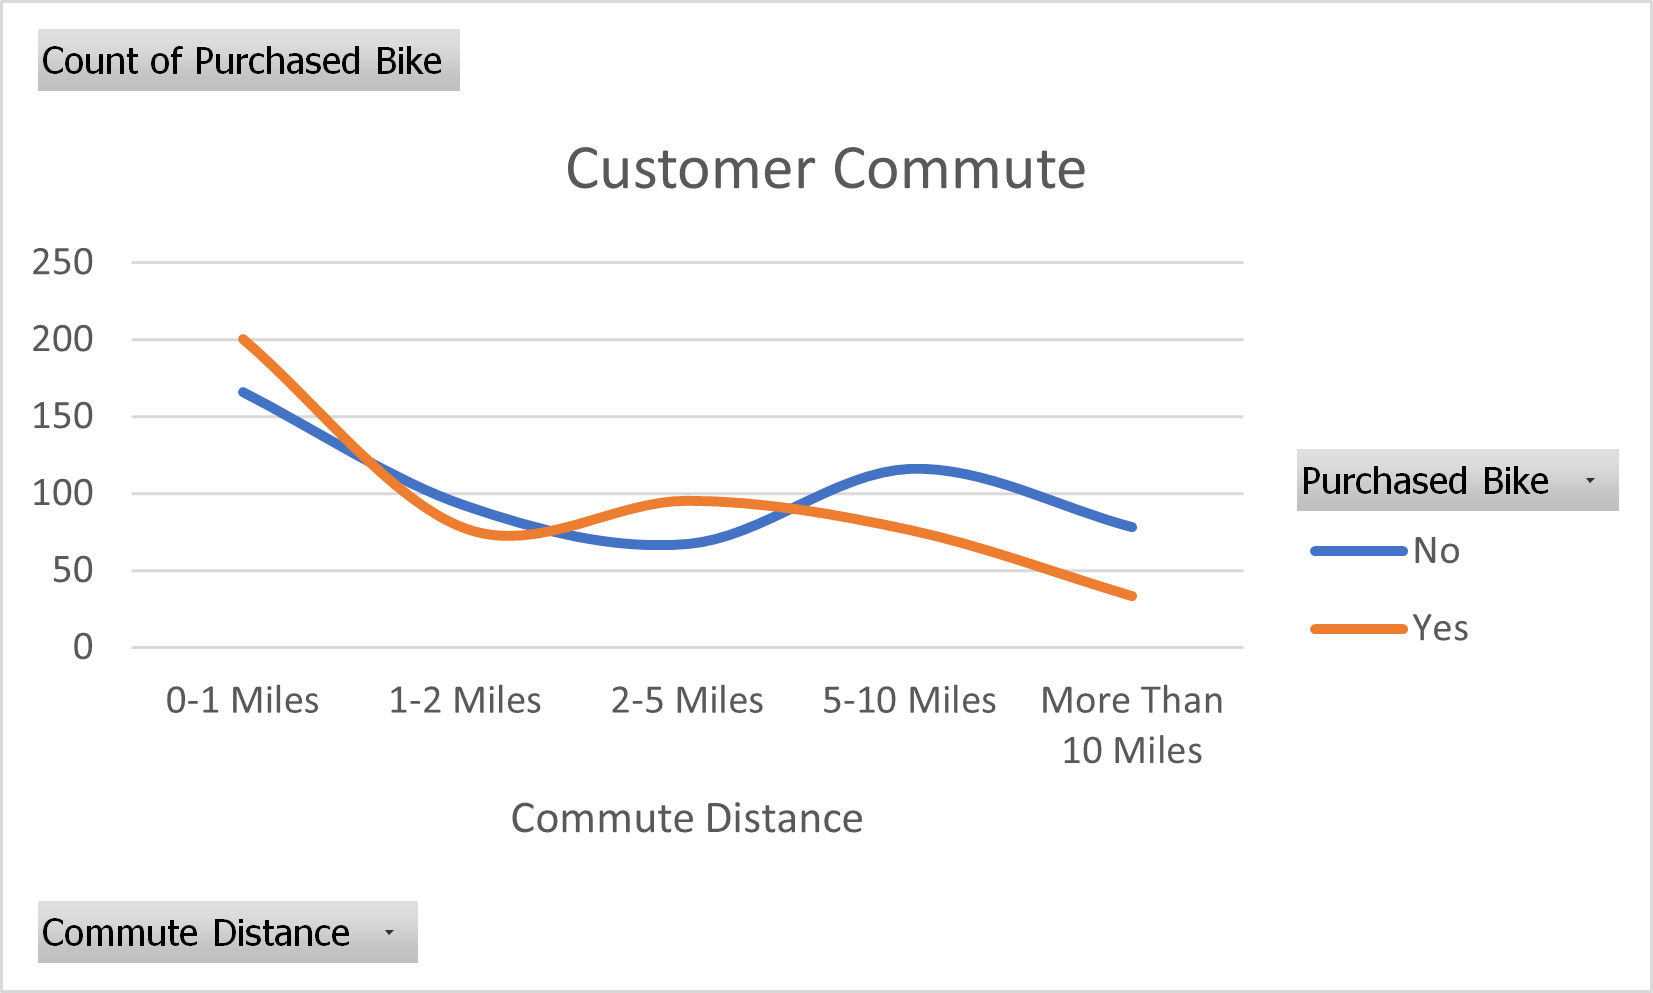 Count of Purchased Bike
Customer Commute
250
200
150
100
50
0
0-1 Miles
1-2 Miles
2-5 Miles
5-10 Miles
More Than
10 Miles
Commute Distance
Purchased Bike
No
Yes
Commute Distance